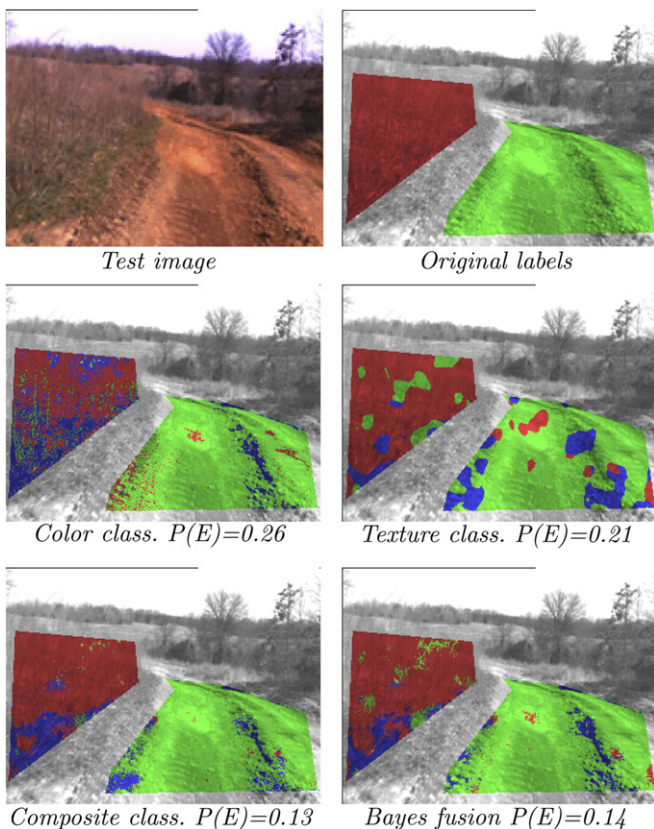 Test image
Original labels
Color class. P(E)=0.26
Texture class. P(E)=0.21
Composite class. P(E)=0.13
Bayes fusion P(E)=0.14